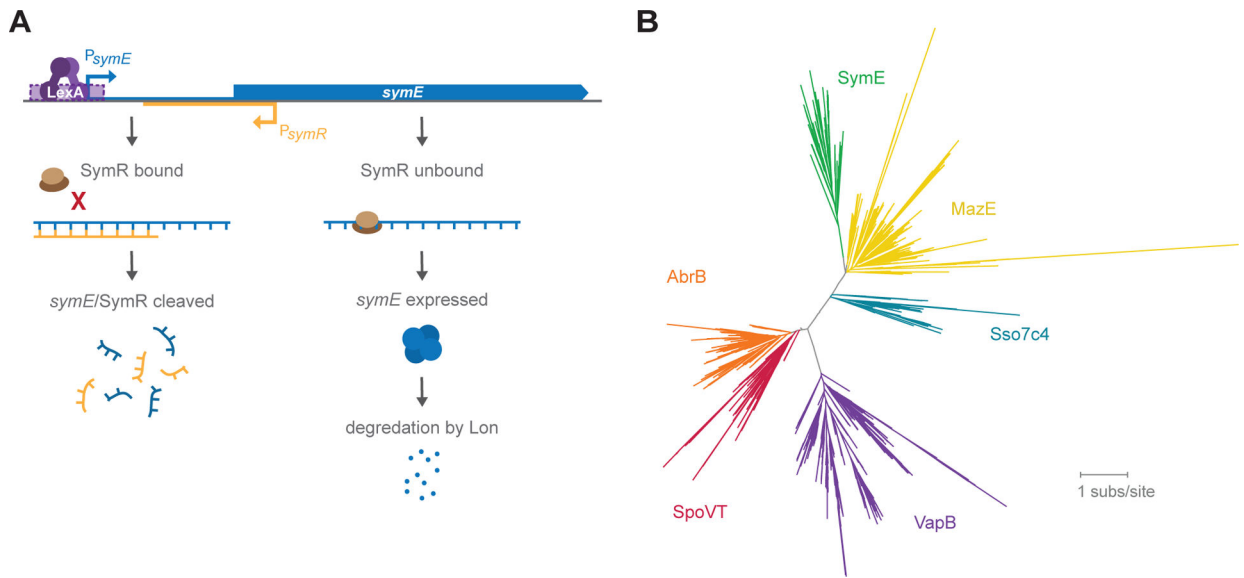 A
PsymE
LexA
symE
PsymR
SymR bound
SymR unbound
X
symE/SymR cleaved
symE expressed
degredation by Lon
B
SymE
MazE
AbrB
Sso7c4
SpoVT
VapB
1 subs/site